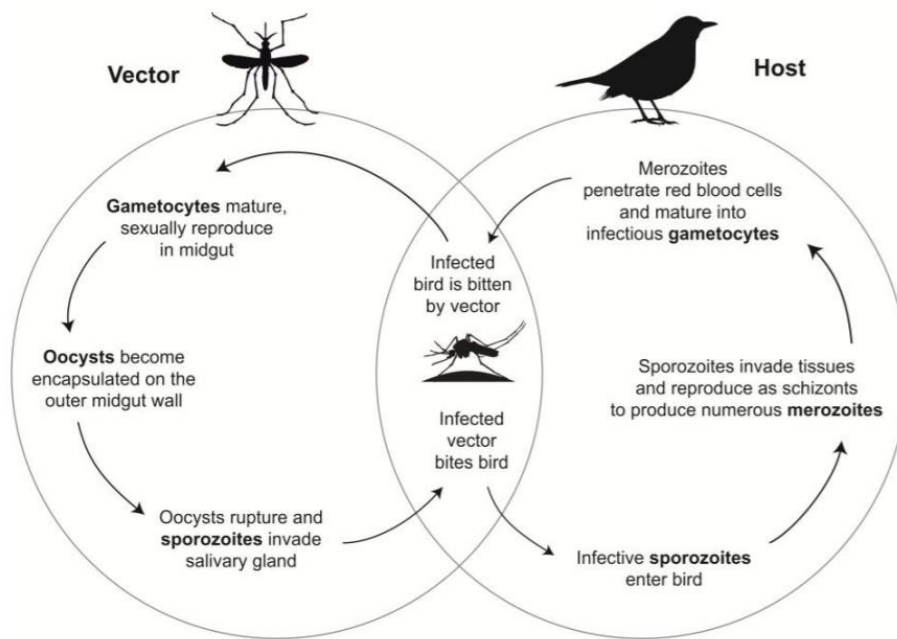 Vector
Host
Gametocytes mature,
sexually reproduce
in midgut
Oocysts become
encapsulated on the
outer midgut wall
Oocysts rupture and
sporozoites invade
salivary gland
Infected
bird is bitten
by vector
Infected
vector
bites bird
Merozoites
penetrate red blood cells
and mature into
infectious gametocytes
Sporozoites invade tissues
and reproduce as schizonts
to produce numerous merozoites
Infective sporozoites
enter bird